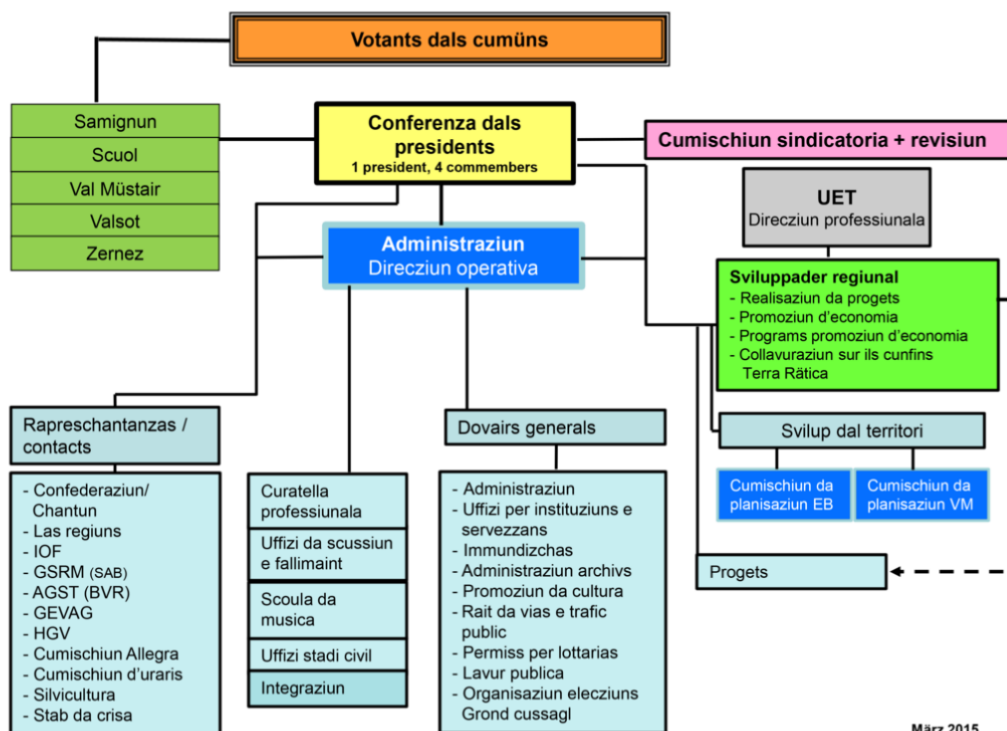 Votants dals cumüns
Samignun
Scuol
Val Müstair
Valsot
Zernez
Conferenza dals
presidents
1 president, 4 commembers
Cumischiun sindicatoria + revisiun
UET
Direcziun professiunala
Administraziun
Direcziun operativa
Sviluppader regiunal
- Realisaziun da progets
- Promoziun d'economia
- Programs promoziun d'economia
- Collavuraziun sur ils cunfins
Terra Rätica
Rapreschantanzas /
contacts
- Confederaziun/
Chantun
- Las regiuns
- IOF
- GSRM (SAB)
- AGST (BVR)
- GEVAG
- HGV
- Cumischiun Allegra
- Cumischiun d'uraris
- Silvicultura
- Stab da crisa
Curatella
professiunala
Uffizi da scussiun
e fallimaint
Scoula da
musica
Uffizi stadi civil
Integraziun
Dovairs generals
- Administraziun
- Uffizi per instituziuns e
servezzans
- Immundizchas
- Administraziun archivs
- Promoziun da cultura
- Rait da vias e trafic
public
- Permiss per lottarias
- Lavur publica
- Organisaziun elecziuns
Grond cussagl
Svilup dal territori
Cumischiun da
planisaziun EB
Cumischiun da
planisaziun VM
Progets
März 2015